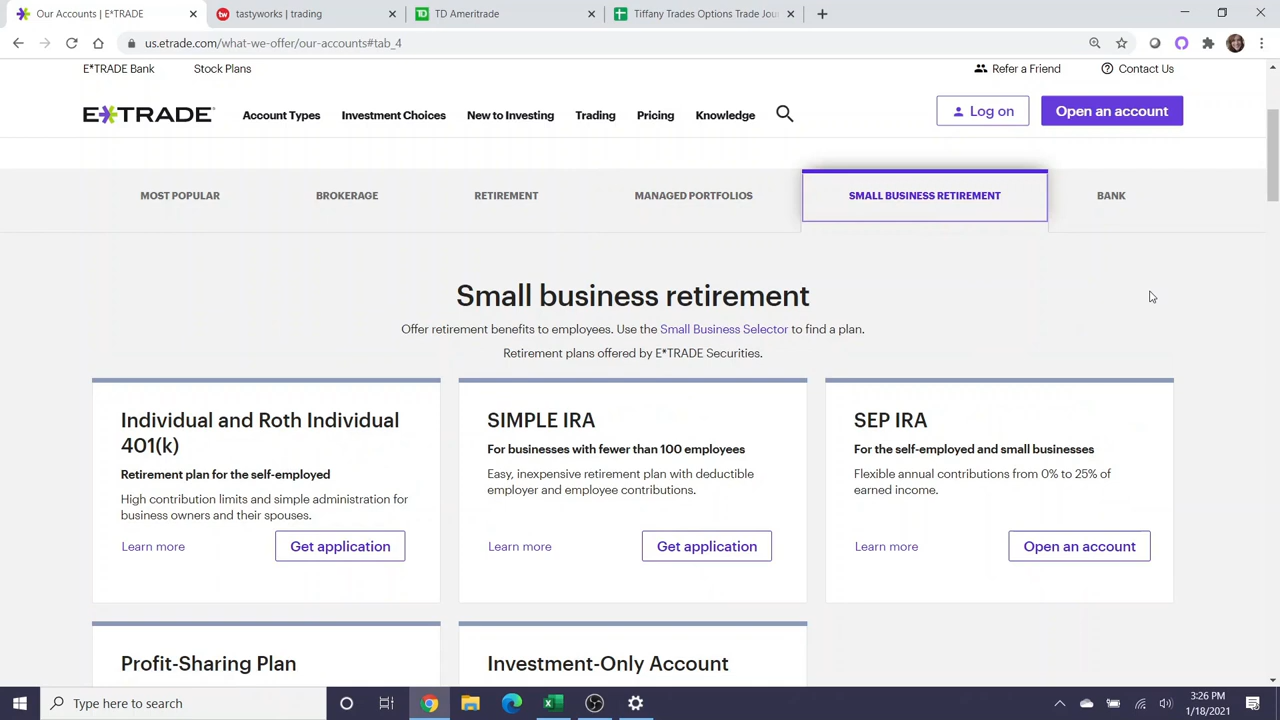 Our Accounts | E*TRADE
tastyworks | trading
TD Ameritrade
Tiffany Trades Options Trade Jou
us.etrade.com/what-we-offer/our-accounts#tab_4
E*TRADE Bank
Stock Plans
Refer a Friend
Contact Us
E*TRADE
Account Types
Investment Choices
New to Investing
Trading
Pricing
Knowledge
Log on
Open an account
MOST POPULAR
BROKERAGE
RETIREMENT
MANAGED PORTFOLIOS
SMALL BUSINESS RETIREMENT
BANK
Small business retirement
Offer retirement benefits to employees. Use the Small Business Selector to find a plan.
Retirement plans offered by E*TRADE Securities.
Individual and Roth Individual
401(k)
Retirement plan for the self-employed
High contribution limits and simple administration for
business owners and their spouses.
Learn more
Get application
SIMPLE IRA
For businesses with fewer than 100 employees
Easy, inexpensive retirement plan with deductible
employer and employee contributions.
Learn more
Get application
SEP IRA
For the self-employed and small businesses
Flexible annual contributions from 0% to 25% of
earned income.
Learn more
Open an account
Profit-Sharing Plan
Investment-Only Account
Type here to search
3:26 PM
1/18/2021